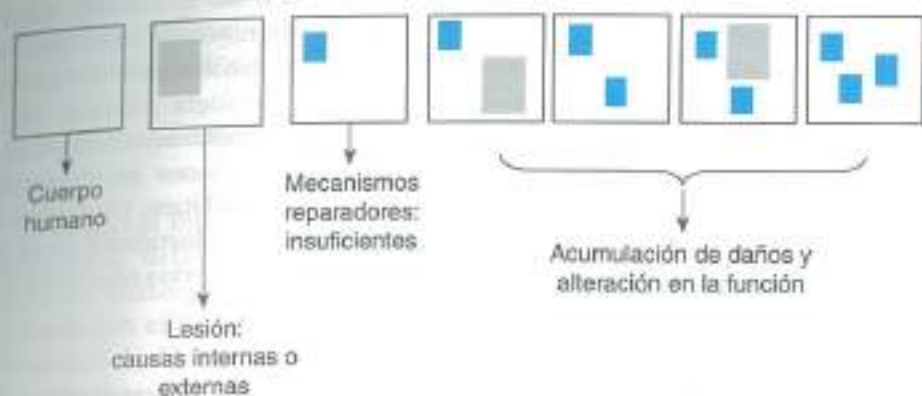 Cuerpo
humano
Lesión:
causas internas o
externas
Mecanismos
reparadores:
insuficientes
Acumulación de daños y
alteración en la función